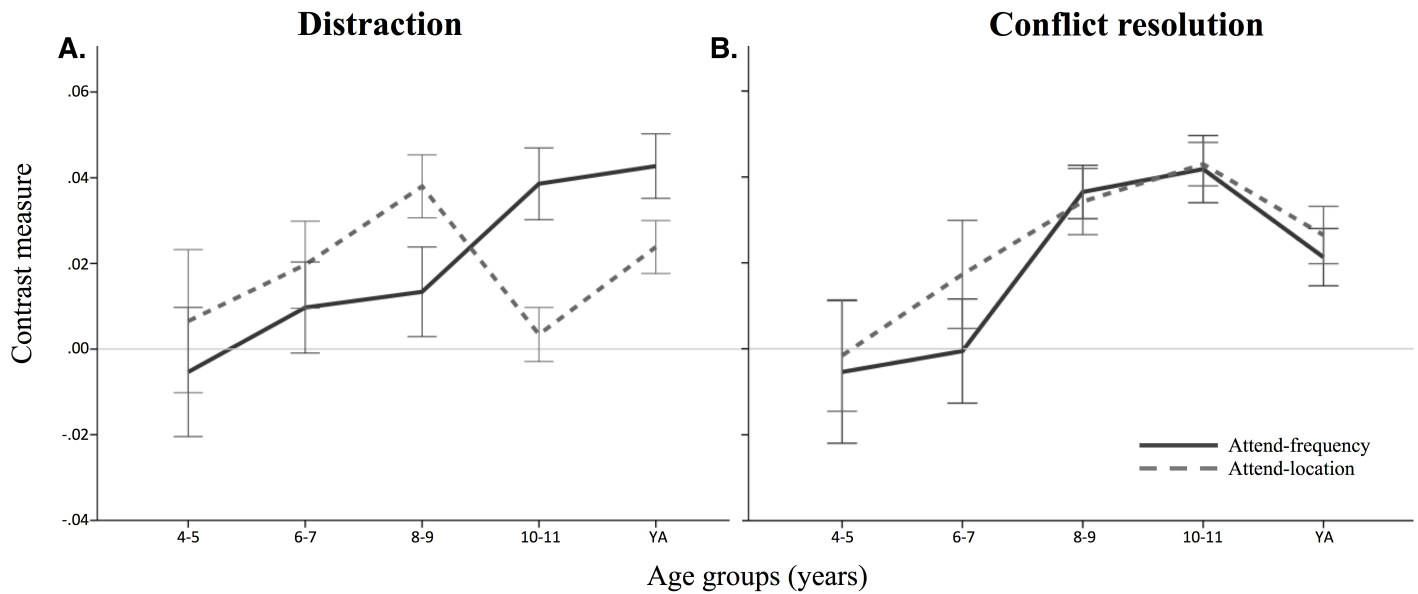 Distraction
Conflict resolution
A.
B.
.06
.04
.02
.00
-.02
-.04
Contrast measure
Attend-frequency
Attend-location
4-5 6-7 8-9 10-11 YA
4-5 6-7 8-9 10-11 YA
Age groups (years)